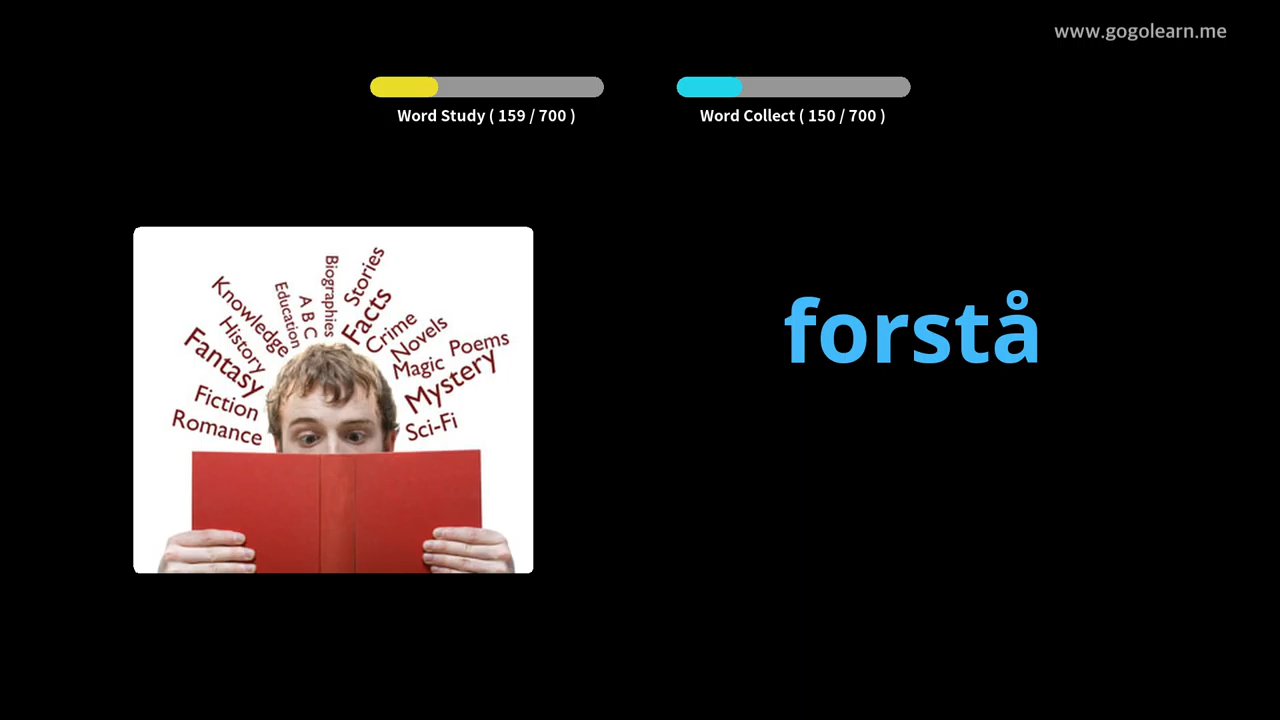 www.gogolearn.me
Word Study ( 159 / 700 )
Word Collect ( 150 / 700 )
Knowledge
History
Fantasy
Fiction
Romance
Education
A B C
Biographies
Stories
Facts
Crime
Novels
Magic
Poems
Mystery
Sci-Fi
forstå